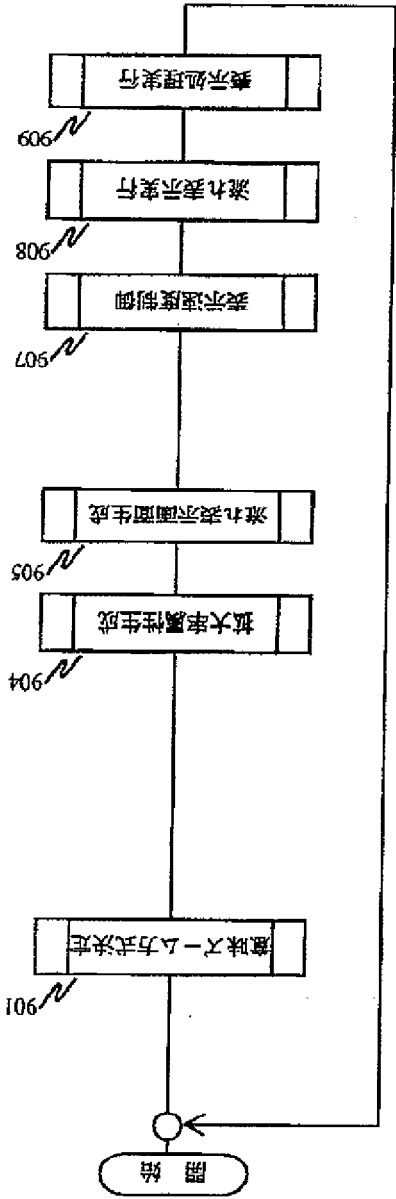 開 始
901
意味ズーム方式決定
904
拡大率属性生成
905
流れ表示画面生成
907
表示速度制御
908
流れ表示実行
909
表示処理実行